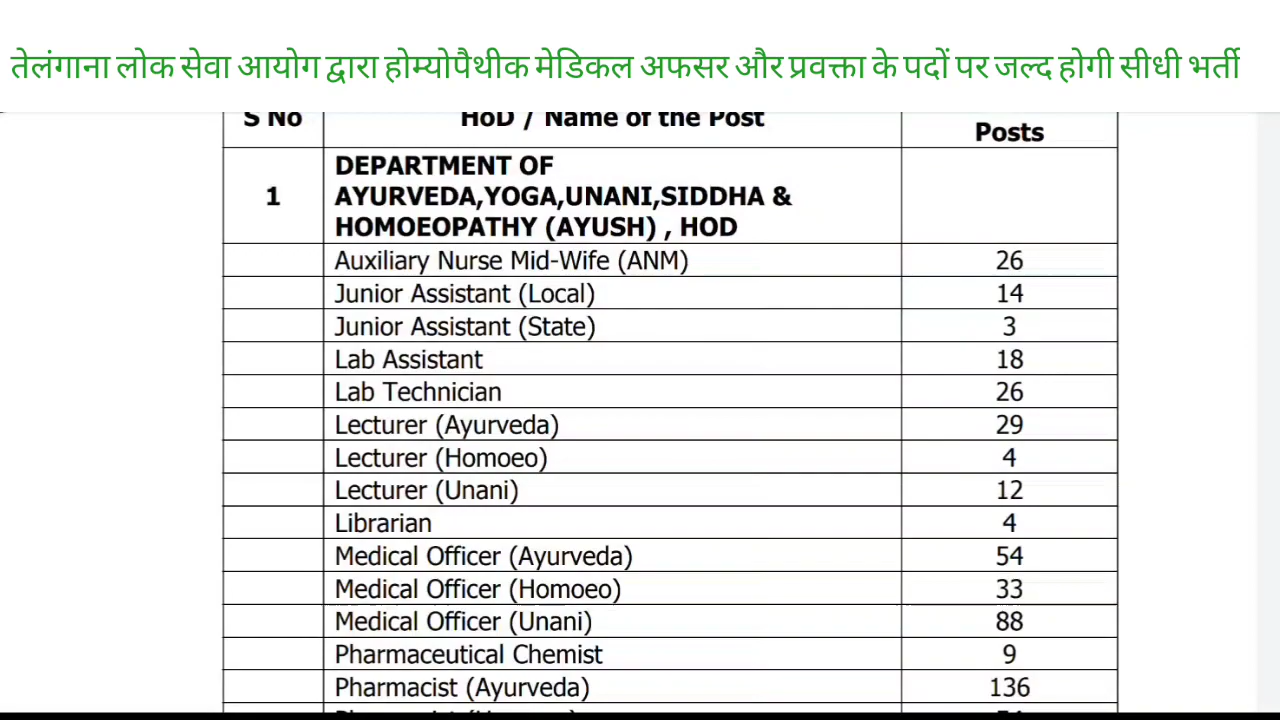 तेलंगाना लोक सेवा आयोग द्वारा होम्योपैथीक मेडिकल अफसर और प्रवक्ता के पदों पर जल्द होगी सीधी भर्ती
S No HoD / Name of the Post Posts
1 DEPARTMENT OF
AYURVEDA,YOGA,UNANI,SIDDHA &
HOMOEOPATHY (AYUSH) , HOD
Auxiliary Nurse Mid-Wife (ANM) 26
Junior Assistant (Local) 14
Junior Assistant (State) 3
Lab Assistant 18
Lab Technician 26
Lecturer (Ayurveda) 29
Lecturer (Homoeo) 4
Lecturer (Unani) 12
Librarian 4
Medical Officer (Ayurveda) 54
Medical Officer (Homoeo) 33
Medical Officer (Unani) 88
Pharmaceutical Chemist 9
Pharmacist (Ayurveda) 136